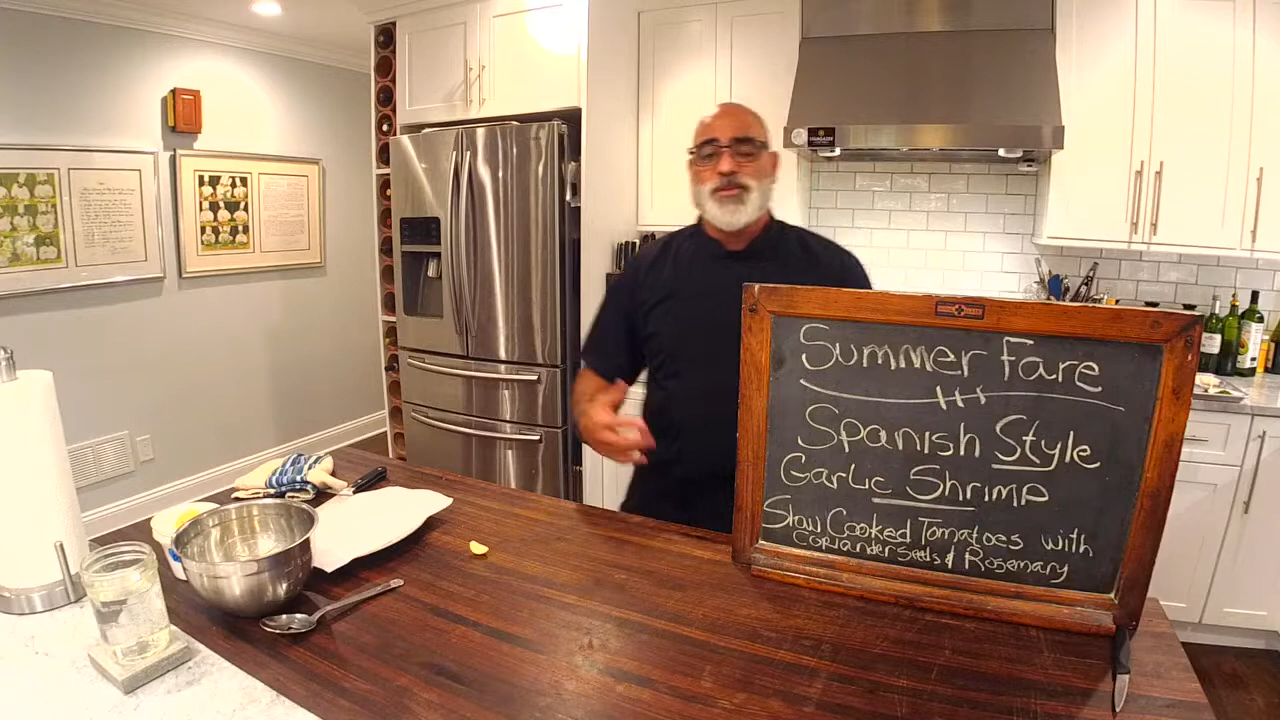 Summer Fare
Spanish Style
Garlic Shrimp
Slow Cooked Tomatoes with
Coriander Seeds & Rosemary